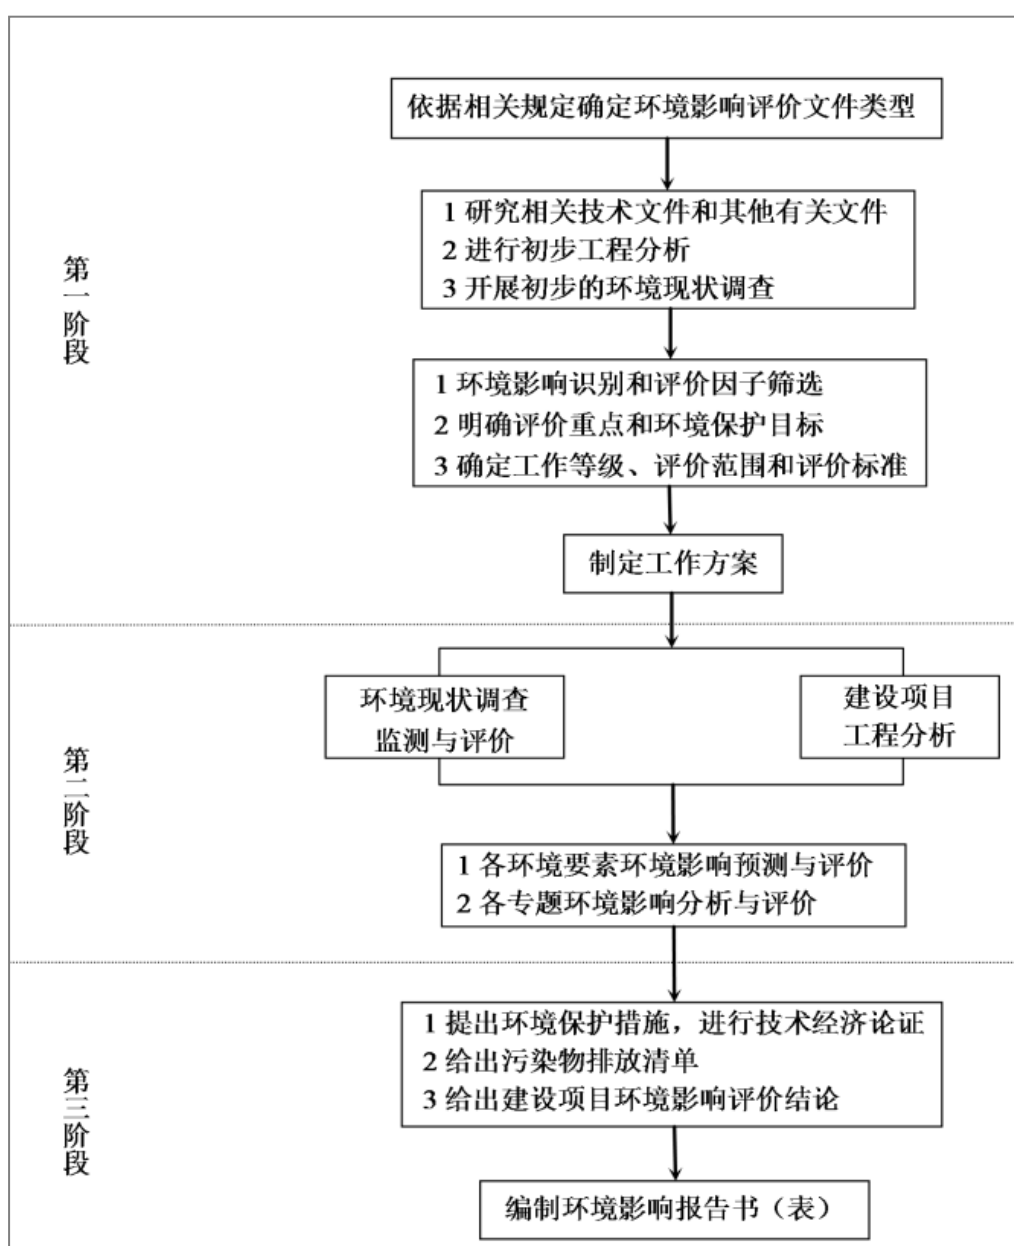 依据相关规定确定环境影响评价文件类型
1 研究相关技术文件和其他有关文件
2 进行初步工程分析
3 开展初步的环境现状调查
第一阶段
1 环境影响识别和评价因子筛选
2 明确评价重点和环境保护目标
3 确定工作等级、评价范围和评价标准
制定工作方案
环境现状调查
监测与评价
建设项目
工程分析
第二阶段
1 各环境要素环境影响预测与评价
2 各专题环境影响分析与评价
1 提出环境保护措施，进行技术经济论证
2 给出污染物排放清单
3 给出建设项目环境影响评价结论
第三阶段
编制环境影响报告书（表）